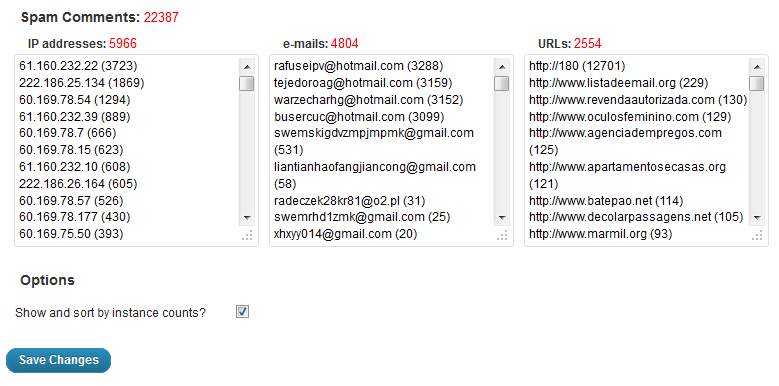 Spam Comments: 22387
IP addresses: 5966
61.160.232.22 (3723)
222.186.25.134 (1869)
60.169.78.54 (1294)
61.160.232.39 (889)
60.169.78.7 (666)
60.169.78.15 (623)
61.160.232.10 (608)
222.186.26.164 (605)
60.169.78.57 (526)
60.169.78.177 (430)
60.169.75.50 (393)
e-mails: 4804
rafuseipv@hotmail.com (3288)
tejedoroag@hotmail.com (3159)
warzecharhg@hotmail.com (3152)
busercuc@hotmail.com (3099)
swemskigdvzmpjmpmk@gmail.com
(531)
liantianhaofangjiancong@gmail.com
(58)
radeczek28kr81@o2.pl (31)
swemrhd1zmk@gmail.com (25)
xhxyy014@gmail.com (20)
URLs: 2554
http://180 (12701)
http://www.listadeemail.org (229)
http://www.revendaautorizada.com (130)
http://www.oculosfeminino.com (129)
http://www.agenciadempregos.com
(125)
http://www.apartamentosecasas.org
(121)
http://www.batepao.net (114)
http://www.decolarpassagens.net (105)
http://www.marmil.org (93)
Options
Show and sort by instance counts?
Save Changes